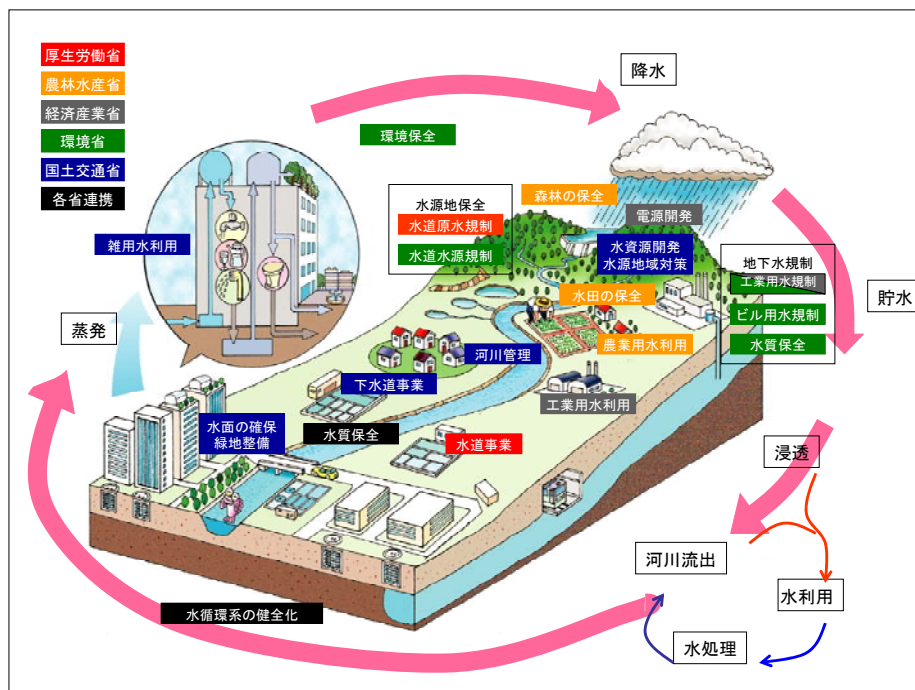 厚生労働省
農林水産省
経済産業省
環境省
国土交通省
各省連携
降水
環境保全
水源地保全
水道原水規制
水道水源規制
森林の保全
電源開発
水資源開発
水源地域対策
地下水規制
工業用水規制
ビル用水規制
水質保全
貯水
雑用水利用
蒸発
水田の保全
農業用水利用
河川管理
下水道事業
工業用水利用
水面の確保
緑地整備
水質保全
水道事業
浸透
河川流出
水利用
水処理
水循環系の健全化